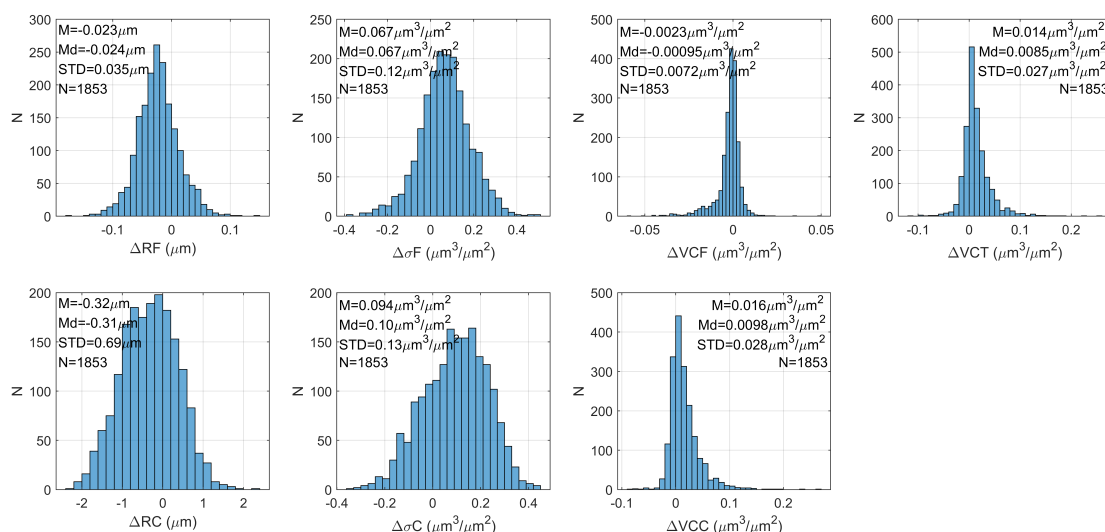 M=-0.023μm
Md=-0.024μm
STD=0.035μm
N=1853
300
250
200
150
100
50
0
N
-0.1 0 0.1
ΔRF (μm)
M=0.067μm³/μm²
Md=0.067μm³/μm²
STD=0.12μm³/μm²
N=1853
250
200
150
100
50
0
N
-0.4 -0.2 0 0.2 0.4
ΔσF (μm³/μm²)
M=-0.0023μm³/μm²
Md=-0.00095μm³/μm²
STD=0.0072μm³/μm²
N=1853
500
400
300
200
100
0
N
-0.05 0 0.05
ΔVCF (μm³/μm²)
M=0.014μm³/μm²
Md=0.0085μm³/μm²
STD=0.027μm³/μm²
N=1853
600
500
400
300
200
100
0
N
-0.1 0 0.1 0.2
ΔVCT (μm³/μm²)
M=-0.32μm
Md=-0.31μm
STD=0.69μm
N=1853
200
150
100
50
0
N
-2 -1 0 1 2
ΔRC (μm)
M=0.094μm³/μm²
Md=0.10μm³/μm²
STD=0.13μm³/μm²
N=1853
200
150
100
50
0
N
-0.4 -0.2 0 0.2 0.4
ΔσC (μm³/μm²)
M=0.016μm³/μm²
Md=0.0098μm³/μm²
STD=0.028μm³/μm²
N=1853
500
400
300
200
100
0
N
-0.1 0 0.1 0.2
ΔVCC (μm³/μm²)